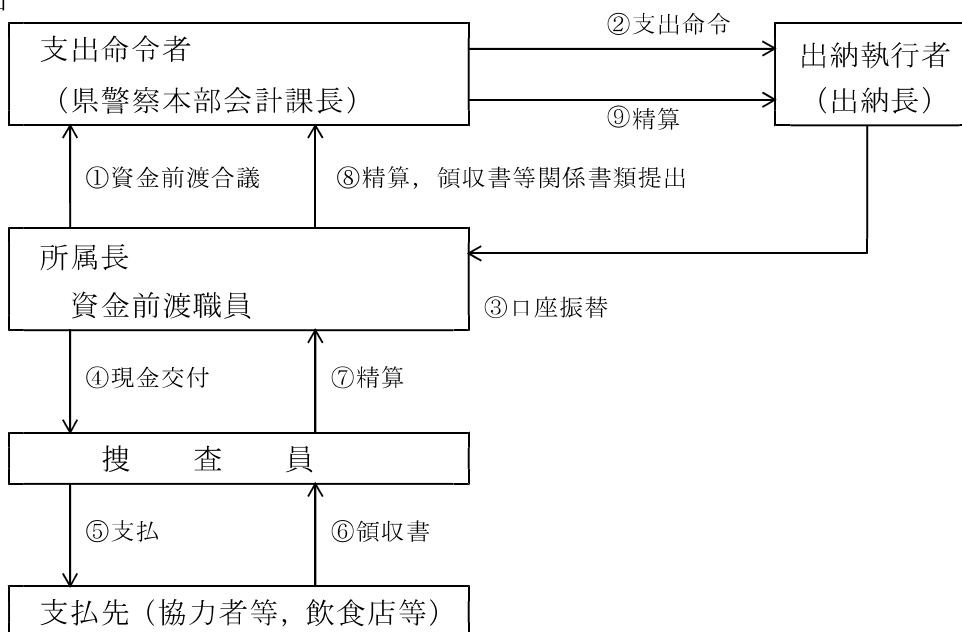 ②支出命令
支出命令者
（県警察本部会計課長）
出納執行者
（出納長）
⑨精算
①資金前渡合議
⑧精算，領収書等関係書類提出
所属長
資金前渡職員
③口座振替
④現金交付
⑦精算
捜　査　員
⑤支払
⑥領収書
支払先（協力者等，飲食店等）